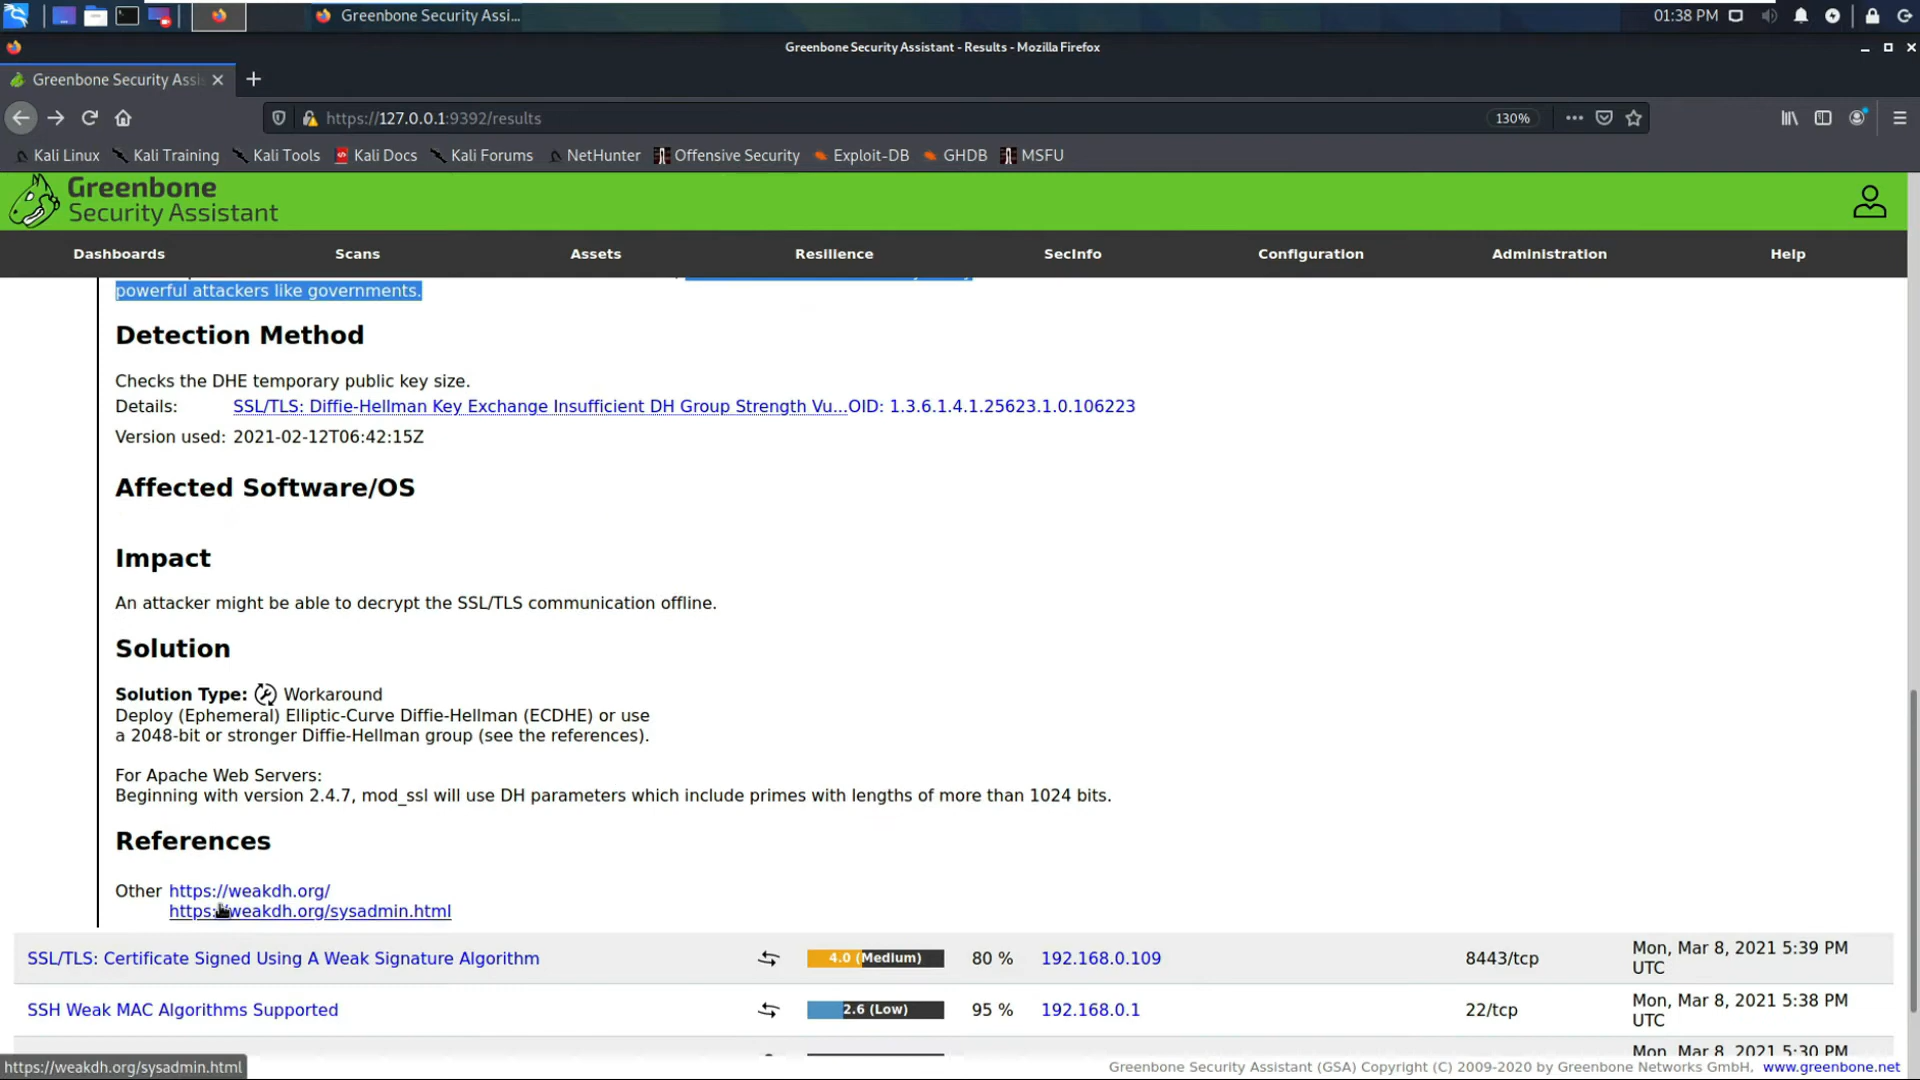 Greenbone Security Assi...
01:38 PM
Greenbone Security Assistant - Results - Mozilla Firefox
Greenbone Security Assi
https://127.0.0.1:9392/results
130%
Kali Linux
Kali Training
Kali Tools
Kali Docs
Kali Forums
NetHunter
Offensive Security
Exploit-DB
GHDB
MSFU
Greenbone
Security Assistant
Dashboards
Scans
Assets
Resilience
SecInfo
Configuration
Administration
Help
powerful attackers like governments.
Detection Method
Checks the DHE temporary public key size.
Details: SSL/TLS: Diffie-Hellman Key Exchange Insufficient DH Group Strength Vu...OID: 1.3.6.1.4.1.25623.1.0.106223
Version used: 2021-02-12T06:42:15Z
Affected Software/OS
Impact
An attacker might be able to decrypt the SSL/TLS communication offline.
Solution
Solution Type: Workaround
Deploy (Ephemeral) Elliptic-Curve Diffie-Hellman (ECDHE) or use
a 2048-bit or stronger Diffie-Hellman group (see the references).
For Apache Web Servers:
Beginning with version 2.4.7, mod_ssl will use DH parameters which include primes with lengths of more than 1024 bits.
References
Other https://weakdh.org/
https://weakdh.org/sysadmin.html
SSL/TLS: Certificate Signed Using A Weak Signature Algorithm 4.0 (Medium) 80 % 192.168.0.109 8443/tcp Mon, Mar 8, 2021 5:39 PM
UTC
SSH Weak MAC Algorithms Supported 2.6 (Low) 95 % 192.168.0.1 22/tcp Mon, Mar 8, 2021 5:38 PM
UTC
Mon, Mar 8, 2021 5:30 PM
https://weakdh.org/sysadmin.html
Greenbone Security Assistant (GSA) Copyright (C) 2009-2020 by Greenbone Networks GmbH, www.greenbone.net